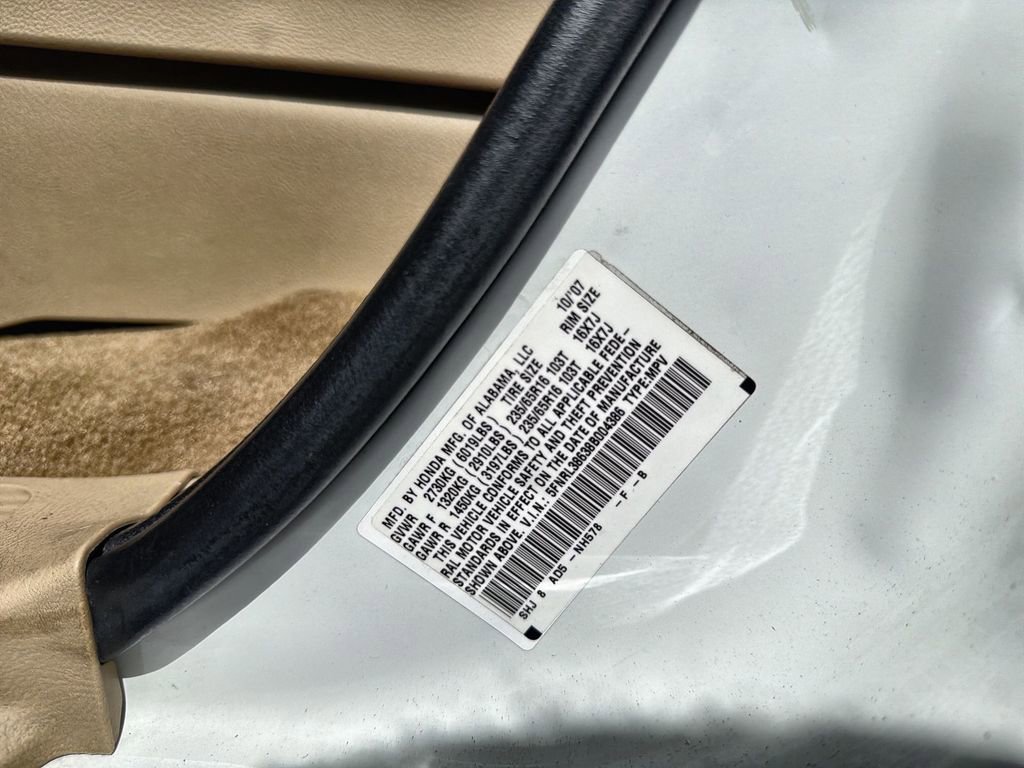 MFD. BY HONDA MFG. OF ALABAMA, LLC 10/'07
GVWR 2730KG (6019LBS) TIRE SIZE RIM SIZE
GAWR F 1320KG (2910LBS) 235/65R16 103T 16X7J
GAWR R 1450KG (3197LBS) 235/65R16 103T 16X7J
THIS VEHICLE CONFORMS TO ALL APPLICABLE FEDE-
RAL MOTOR VEHICLE SAFETY AND THEFT PREVENTION
STANDARDS IN EFFECT ON THE DATE OF MANUFACTURE
SHOWN ABOVE. V.I.N.: 5FNRL38638B014386 TYPE:MPV
SHJ 8 AD5 -NH578 -F-B